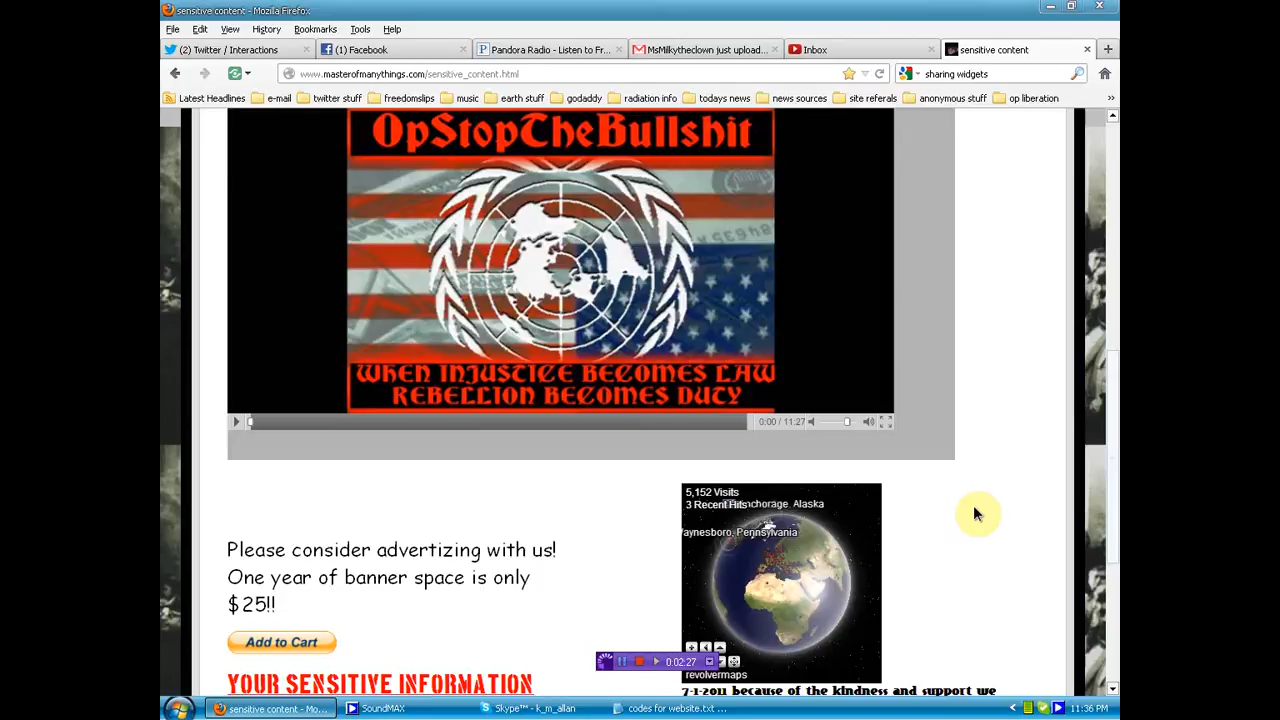 sensitive content - Mozilla Firefox
File Edit View History Bookmarks Tools Help
(2) Twitter / Interactions
(1) Facebook
Pandora Radio - Listen to Fr...
MsMilkytheclown just upload...
Inbox
sensitive content
www.masterofmanythings.com/sensitive_content.html
sharing widgets
Latest Headlines e-mail twitter stuff freedomslips music earth stuff godaddy radiation info todays news news sources site referals anonymous stuff op liberation
OpStopTheBullshit
WHEN INJUSTICE BECOMES LAW
REBELLION BECOMES DUTY
0:00 / 11:27
5,152 Visits
3 Recent Hits
nchorage, Alaska
aynesboro, Pennsylvania
Please consider advertizing with us!
One year of banner space is only
$25!!
Add to Cart
0:02:27
revolvermaps
YOUR SENSITIVE INFORMATION
7-1-2011 because of the kindness and support we
sensitive content - Mo...
SoundMAX
Skype™ - k_m_allan
codes for website.txt ...
11:36 PM